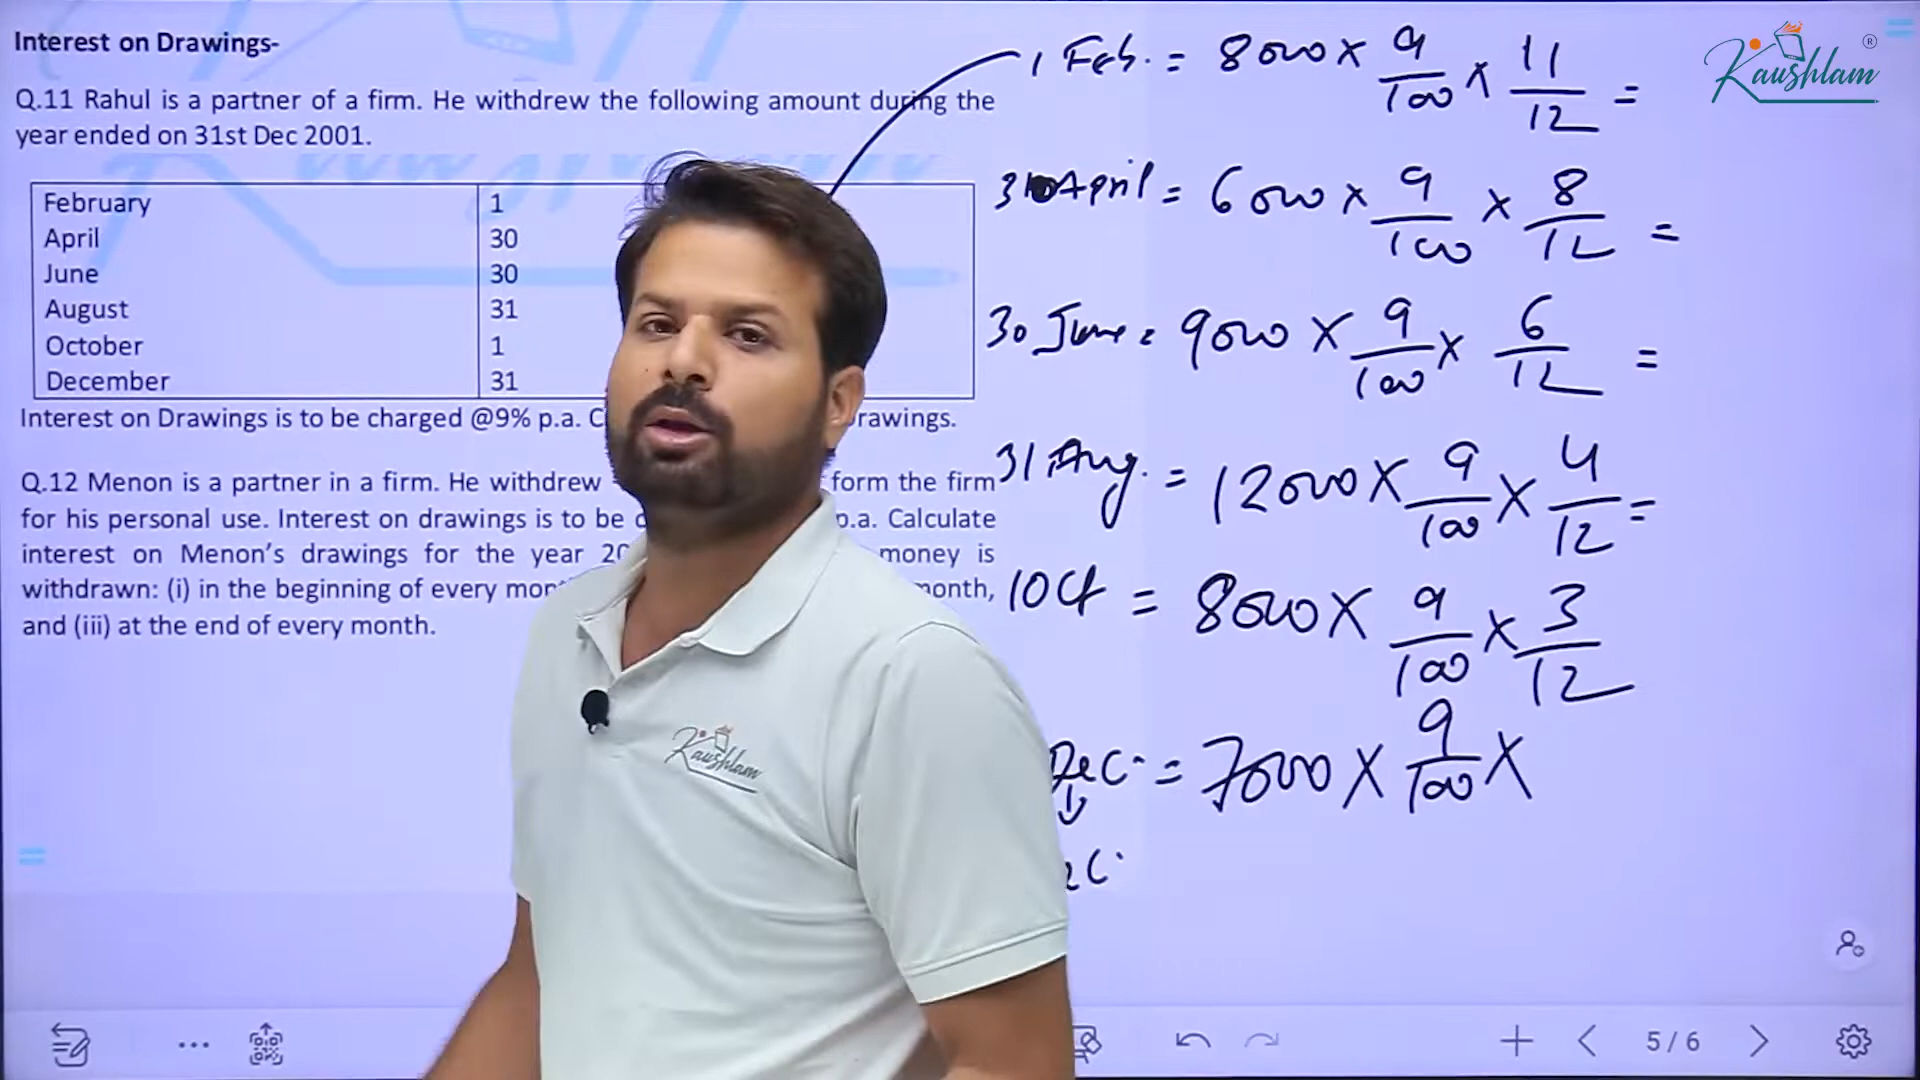 Interest on Drawings-
Q.11 Rahul is a partner of a firm. He withdrew the following amount during the
year ended on 31st Dec 2001.
February 1
April 30
June 30
August 31
October 1
December 31
Interest on Drawings is to be charged @9% p.a. rawings.
Q.12 Menon is a partner in a firm. He withdrew form the firm
for his personal use. Interest on drawings is to be p.a. Calculate
interest on Menon's drawings for the year money is
withdrawn: (i) in the beginning of every month,
and (iii) at the end of every month.
1 Feb. = 8000 × 9/100 × 11/12 =
30 April = 6000 × 9/100 × 8/12 =
30 June = 9000 × 9/100 × 6/12 =
31 Aug. = 12000 × 9/100 × 4/12 =
1 Oct = 8000 × 9/100 × 3/12
Dec. = 7000 × 9/100 ×
Kaushlam ®
Kaushlam
5/6